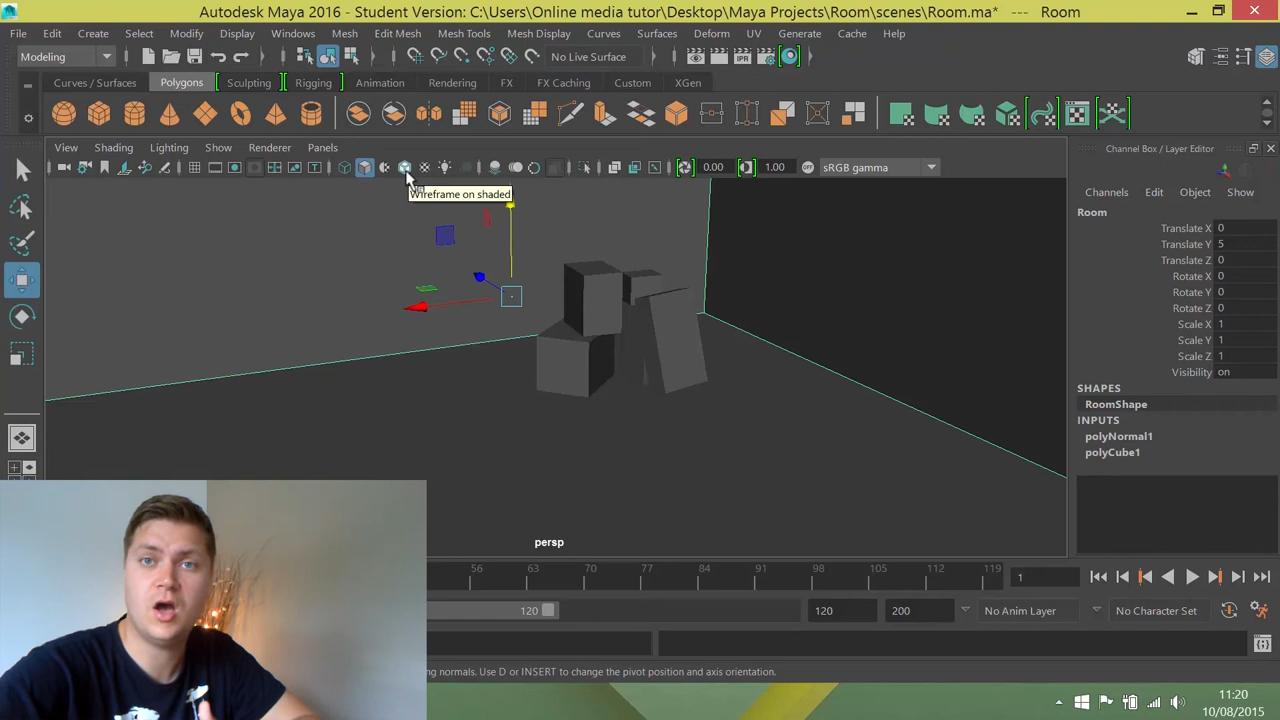 Autodesk Maya 2016 - Student Version: C:\Users\Online media tutor\Desktop\Maya Projects\Room\scenes\Room.ma* --- Room
File Edit Create Select Modify Display Windows Mesh Edit Mesh Mesh Tools Mesh Display Curves Surfaces Deform UV Generate Cache Help
Modeling No Live Surface
Curves / Surfaces Polygons Sculpting Rigging Animation Rendering FX FX Caching Custom XGen
View Shading Lighting Show Renderer Panels
Channel Box / Layer Editor
0.00 1.00 sRGB gamma
Wireframe on shaded
Channels Edit Object Show
Room
Translate X 0
Translate Y 5
Translate Z 0
Rotate X 0
Rotate Y 0
Rotate Z 0
Scale X 1
Scale Y 1
Scale Z 1
Visibility on
SHAPES
RoomShape
INPUTS
polyNormal1
polyCube1
persp
56 63 70 77 84 91 98 105 112 119 1
120 120 200 No Anim Layer No Character Set
ng normals. Use D or INSERT to change the pivot position and axis orientation.
11:20
10/08/2015